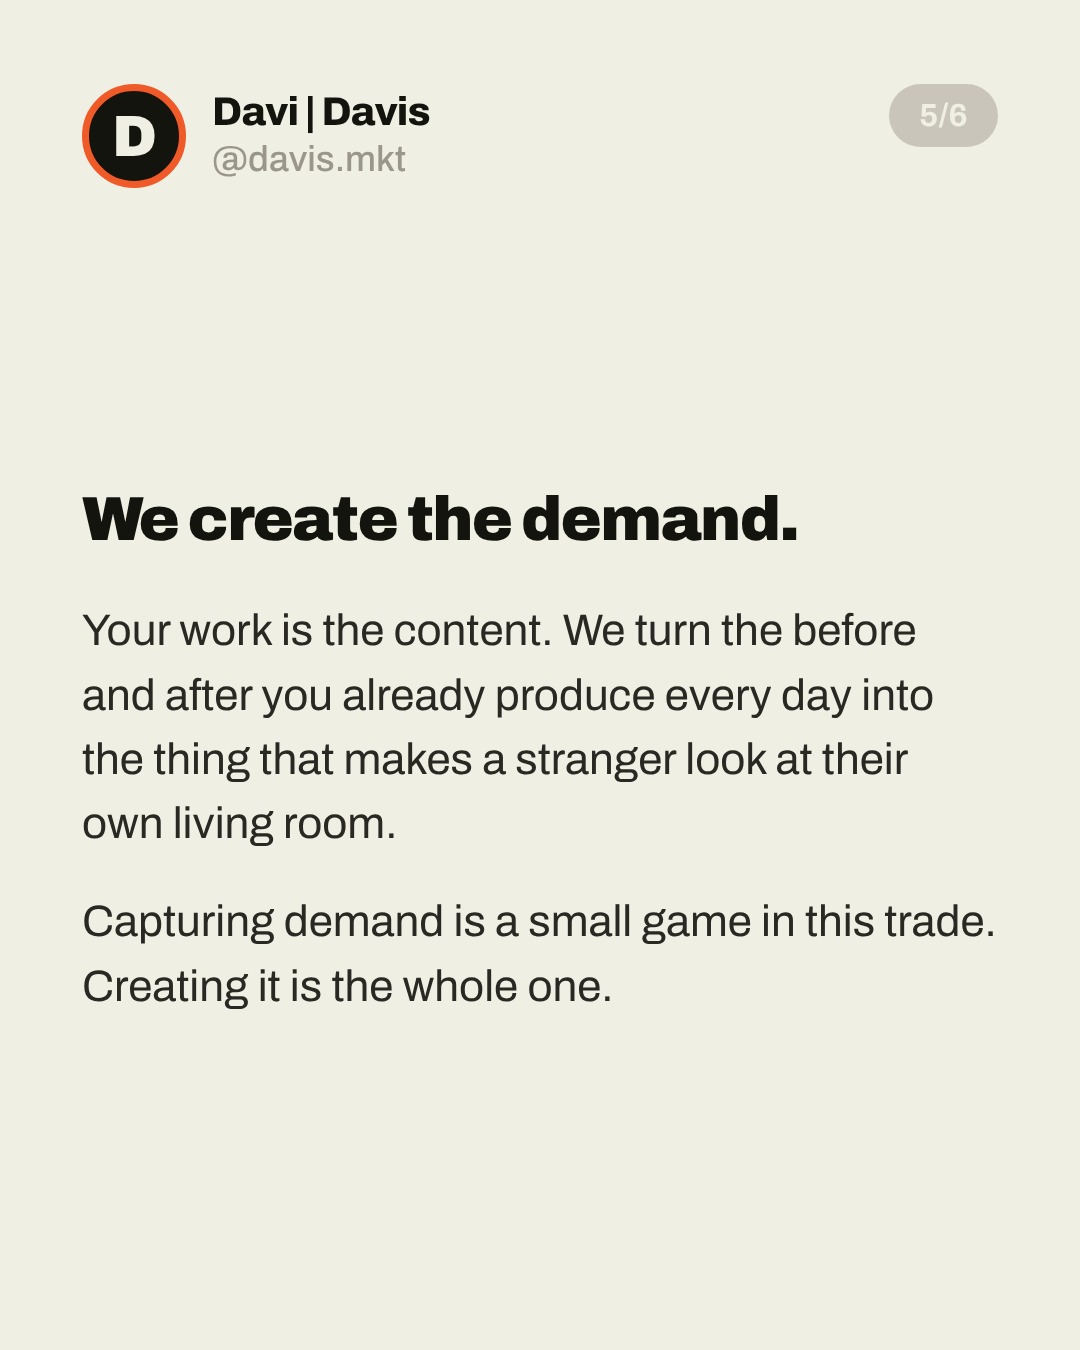 D
Davi | Davis
@davis.mkt
5/6
We create the demand.
Your work is the content. We turn the before
and after you already produce every day into
the thing that makes a stranger look at their
own living room.
Capturing demand is a small game in this trade.
Creating it is the whole one.